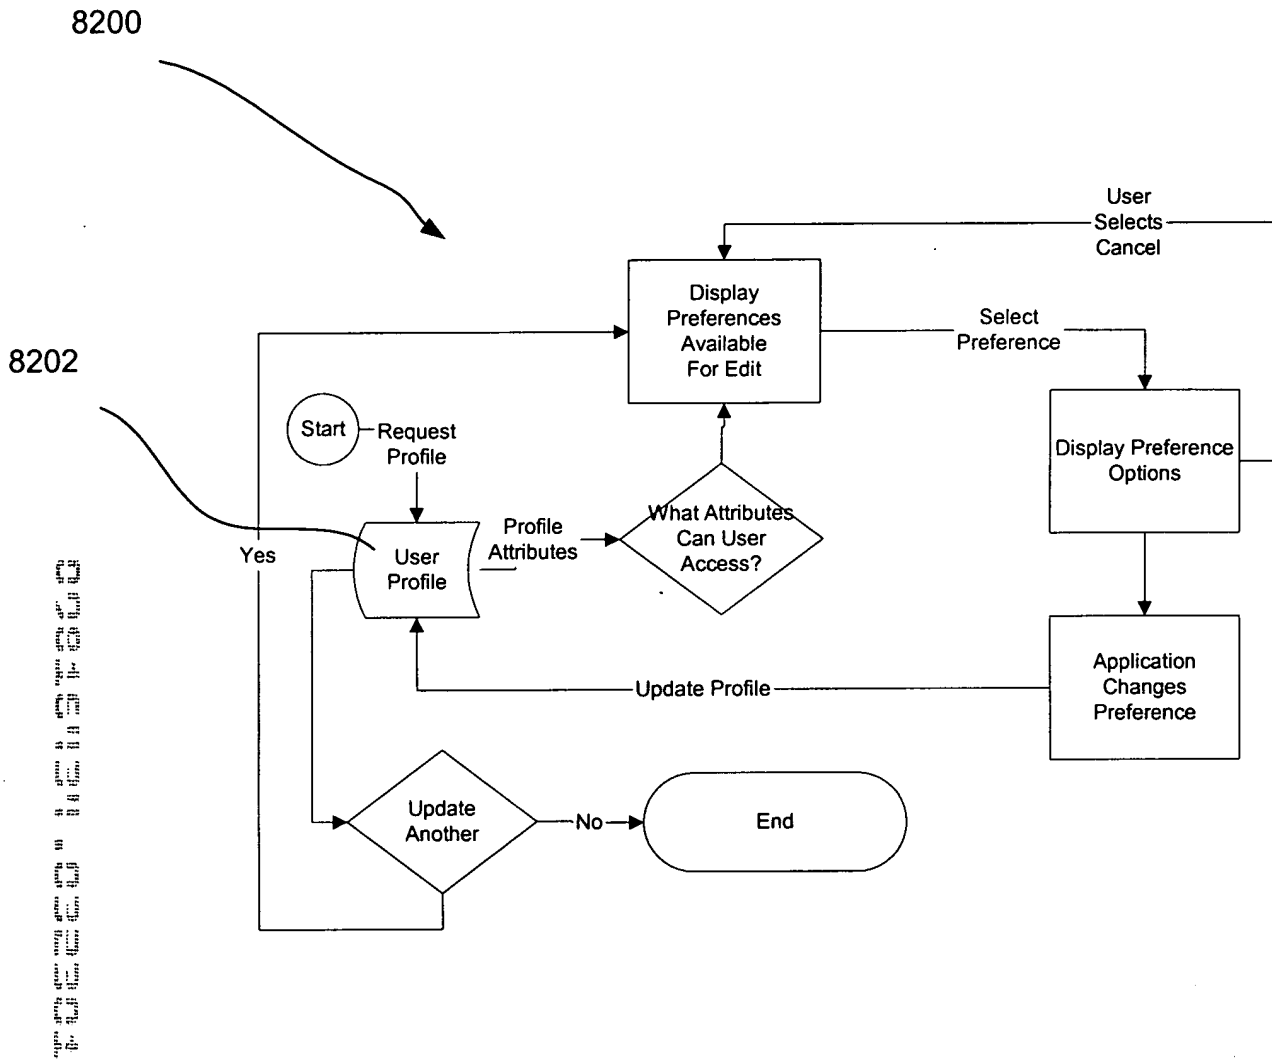 8200
User
Selects
Cancel
Display
Preferences
Available
For Edit
Select
Preference
8202
Start
Request
Profile
Display Preference
Options
What Attributes
Can User
Access?
Profile
Attributes
User
Profile
Yes
Application
Changes
Preference
Update Profile
Update
Another
No
End